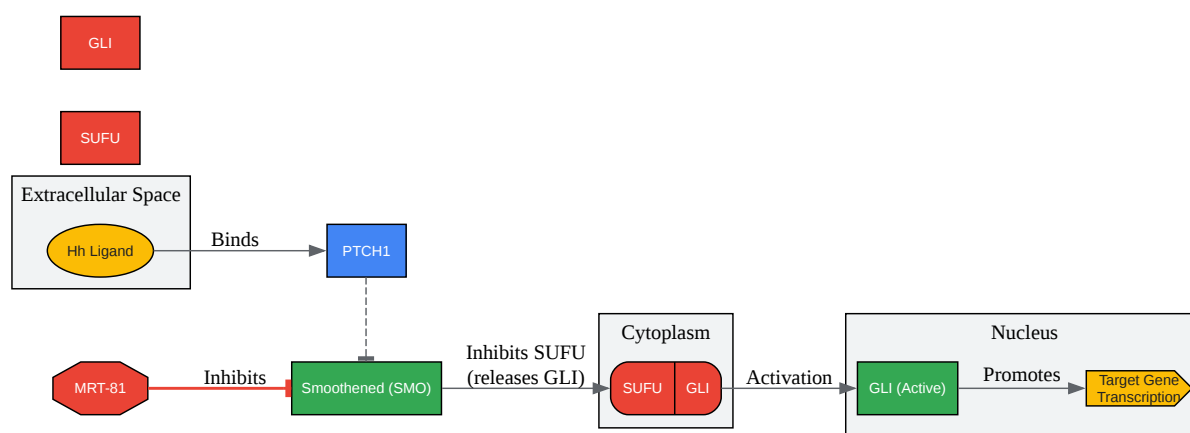 GLI
SUFU
Extracellular Space
Hh Ligand
Binds
PTCH1
MRT-81
Inhibits
Smoothened (SMO)
Inhibits SUFU
(releases GLI)
Cytoplasm
SUFU
GLI
Activation
Nucleus
GLI (Active)
Promotes
Target Gene
Transcription